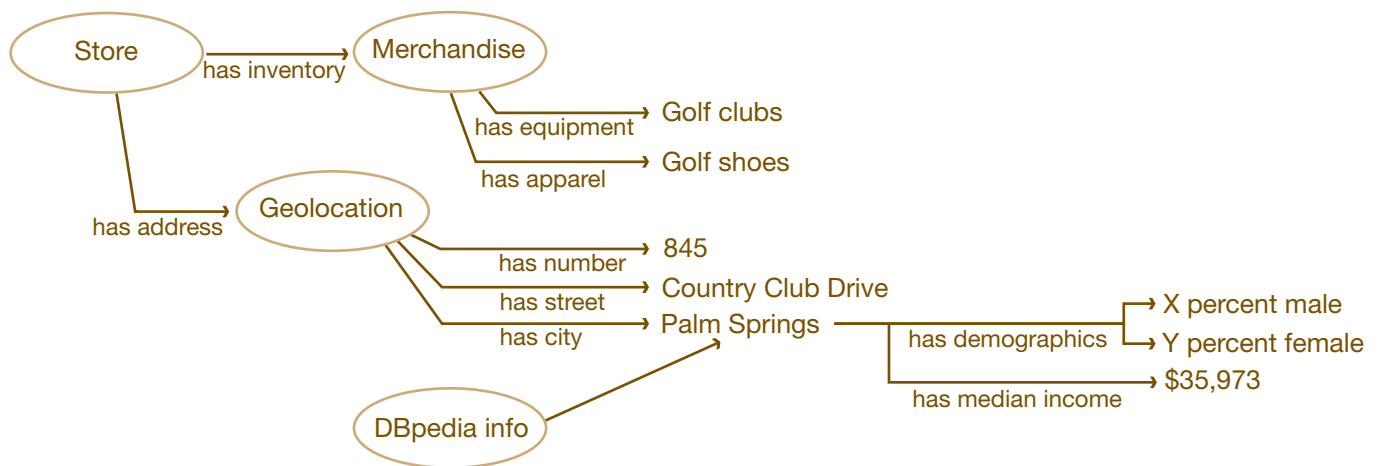 Store
has inventory
Merchandise
has equipment
Golf clubs
has apparel
Golf shoes
has address
Geolocation
has number
845
has street
Country Club Drive
has city
Palm Springs
has demographics
X percent male
Y percent female
has median income
$35,973
DBpedia info